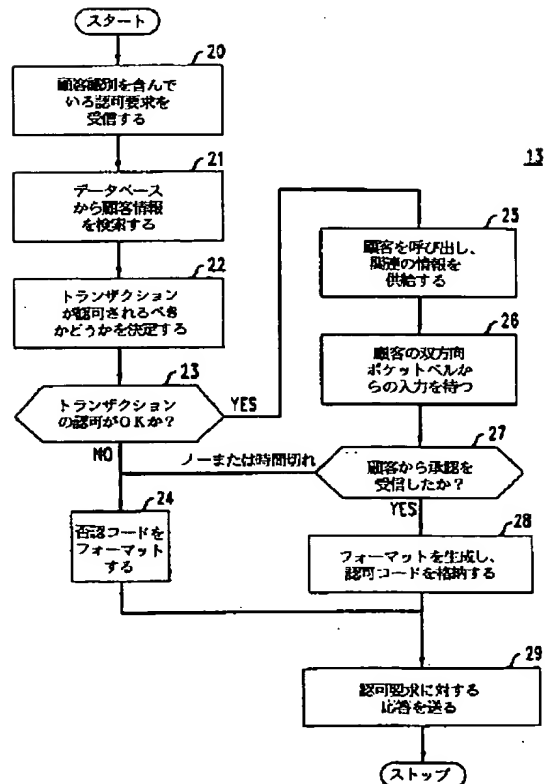 スタート
20
顧客識別を含んで
いる認可要求を
受信する
21
データベース
から顧客情報
を検索する
22
トランザクション
が認可されるべき
かどうかを決定する
23
トランザクション
の認可がOKか?
YES
NO
24
否認コードを
フォーマット
する
13
25
顧客を呼び出し、
関連の情報を
供給する
26
顧客の双方向
ポケットベルか
らの入力を待つ
27
顧客から承認を
受信したか?
ノーまたは時間切れ
YES
28
フォーマットを生成し、
認可コードを格納する
29
認可要求に対する
応答を送る
ストップ